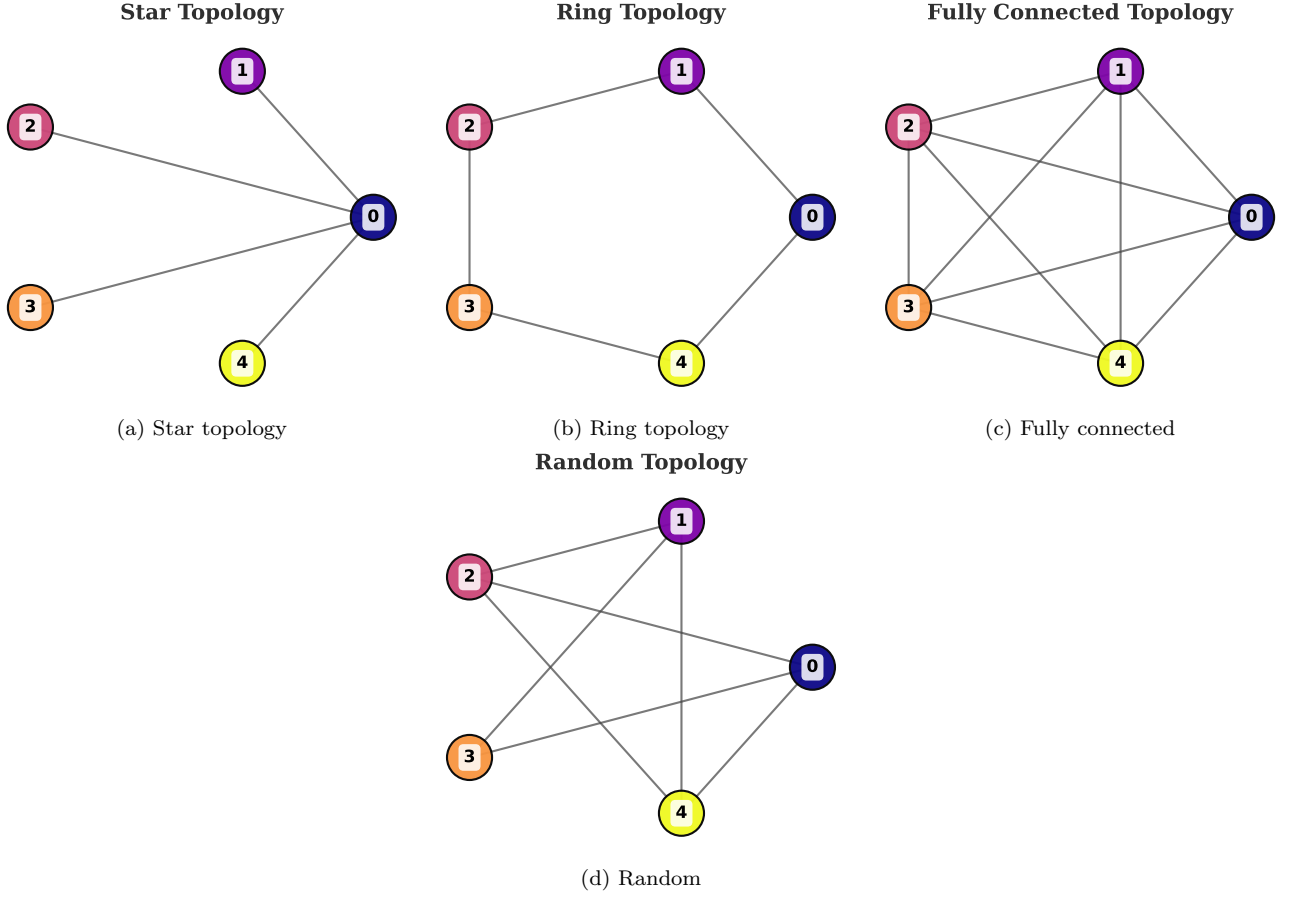 Star Topology
1
2
0
3
4
(a) Star topology
Ring Topology
1
2
0
3
4
(b) Ring topology
Fully Connected Topology
1
2
0
3
4
(c) Fully connected
Random Topology
1
2
0
3
4
(d) Random